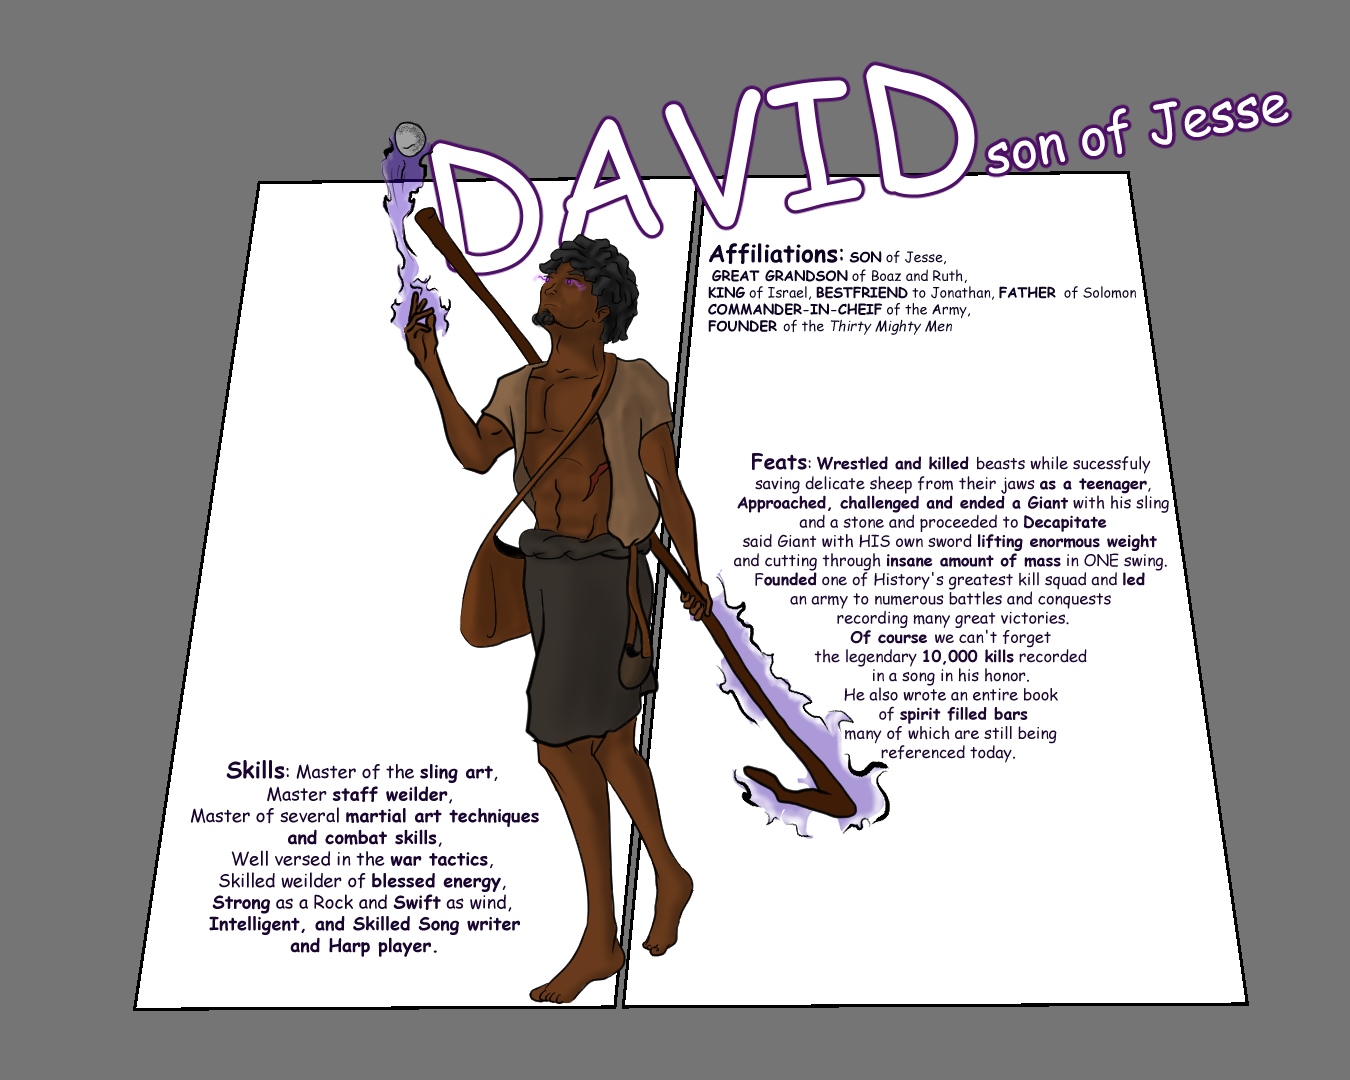 DAVID son of Jesse
Affiliations: SON of Jesse,
GREAT GRANDSON of Boaz and Ruth,
KING of Israel, BESTFRIEND to Jonathan, FATHER of Solomon
COMMANDER-IN-CHEIF of the Army,
FOUNDER of the Thirty Mighty Men
Feats: Wrestled and killed beasts while sucessfuly
saving delicate sheep from their jaws as a teenager,
Approached, challenged and ended a Giant with his sling
and a stone and proceeded to Decapitate
said Giant with HIS own sword lifting enormous weight
and cutting through insane amount of mass in ONE swing.
Founded one of History's greatest kill squad and led
an army to numerous battles and conquests
recording many great victories.
Of course we can't forget
the legendary 10,000 kills recorded
in a song in his honor.
He also wrote an entire book
of spirit filled bars
many of which are still being
referenced today.
Skills: Master of the sling art,
Master staff weilder,
Master of several martial art techniques
and combat skills,
Well versed in the war tactics,
Skilled weilder of blessed energy,
Strong as a Rock and Swift as wind,
Intelligent, and Skilled Song writer
and Harp player.